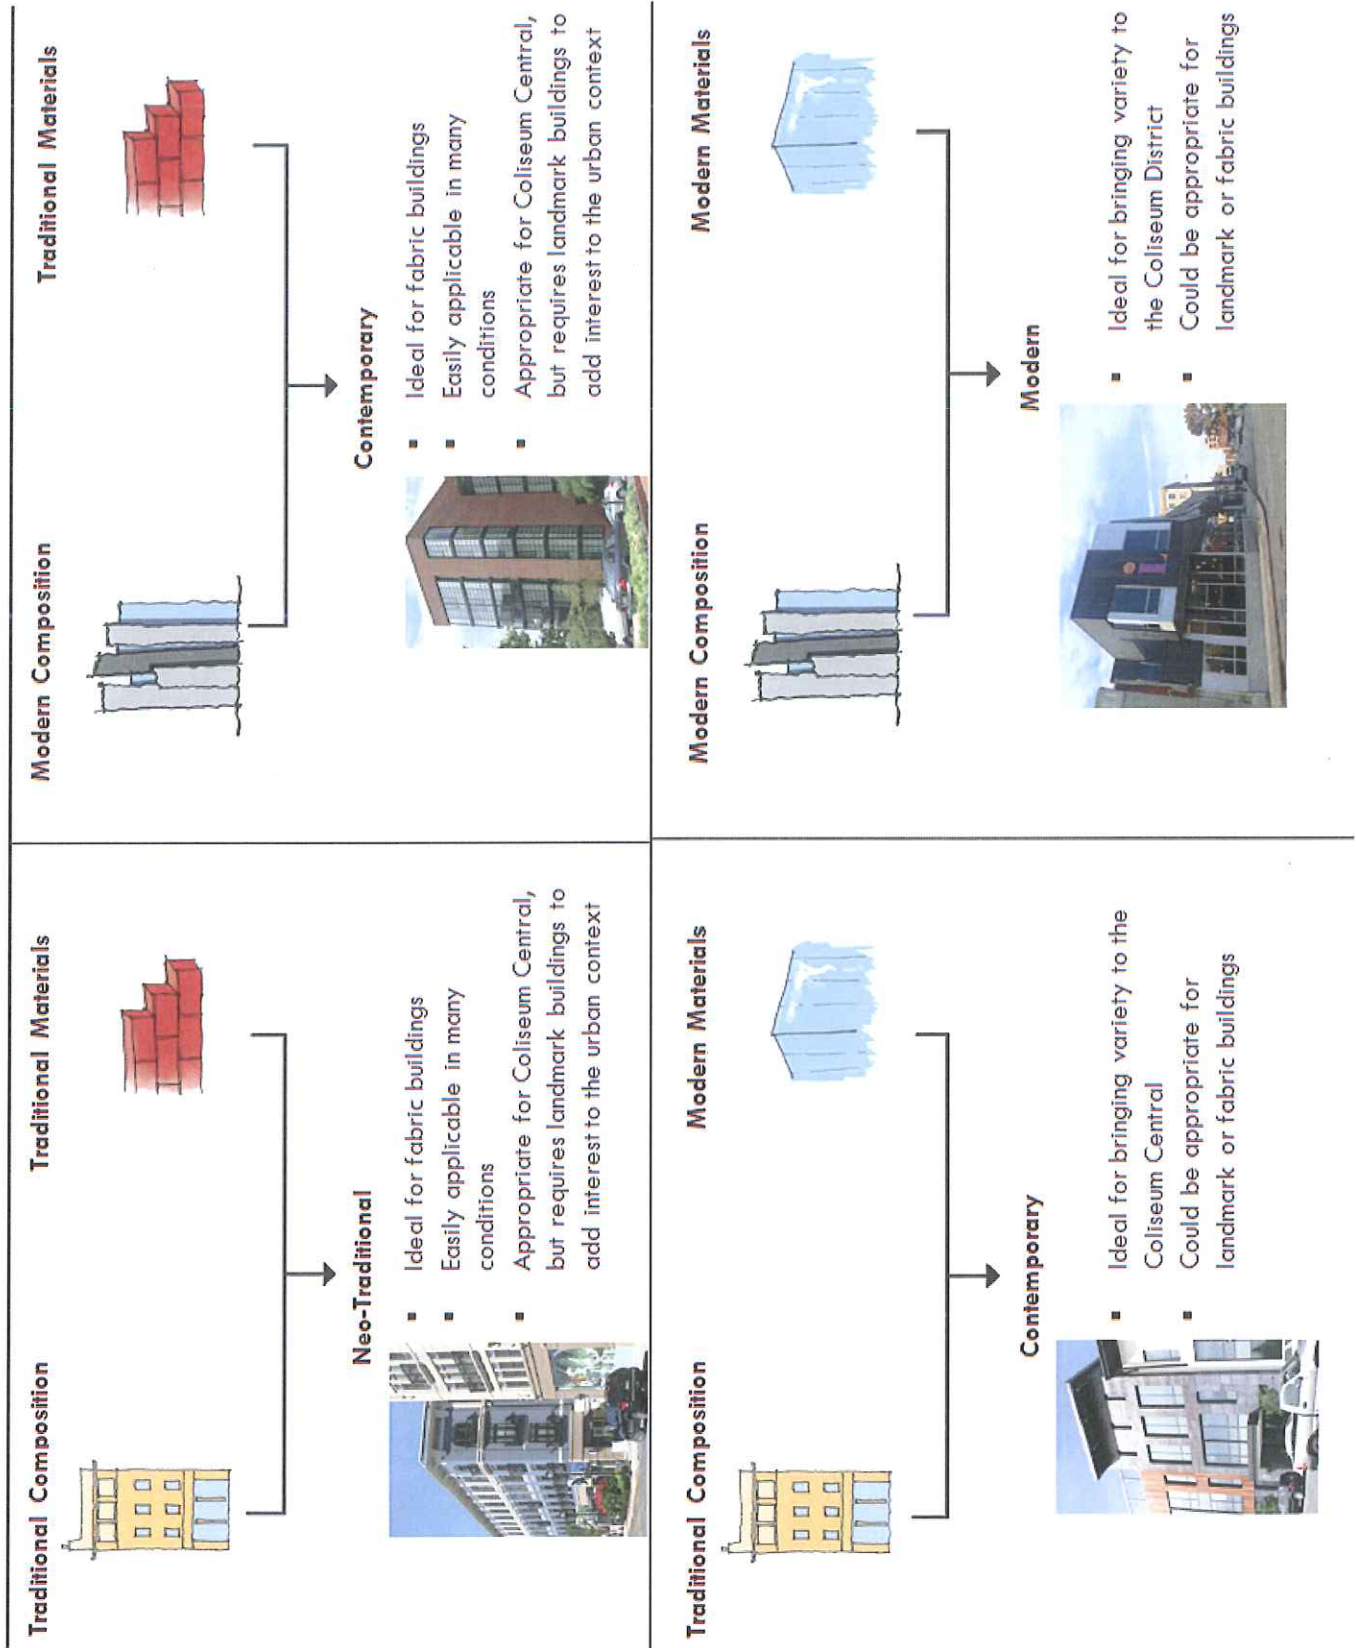 Traditional Composition
Traditional Materials
Neo-Traditional
▪ Ideal for fabric buildings
▪ Easily applicable in many
conditions
▪ Appropriate for Coliseum Central,
but requires landmark buildings to
add interest to the urban context
Modern Composition
Traditional Materials
Contemporary
▪ Ideal for fabric buildings
▪ Easily applicable in many
conditions
▪ Appropriate for Coliseum Central,
but requires landmark buildings to
add interest to the urban context
Traditional Composition
Modern Materials
Contemporary
▪ Ideal for bringing variety to the
Coliseum Central
▪ Could be appropriate for
landmark or fabric buildings
Modern Composition
Modern Materials
Modern
▪ Ideal for bringing variety to
the Coliseum District
▪ Could be appropriate for
landmark or fabric buildings